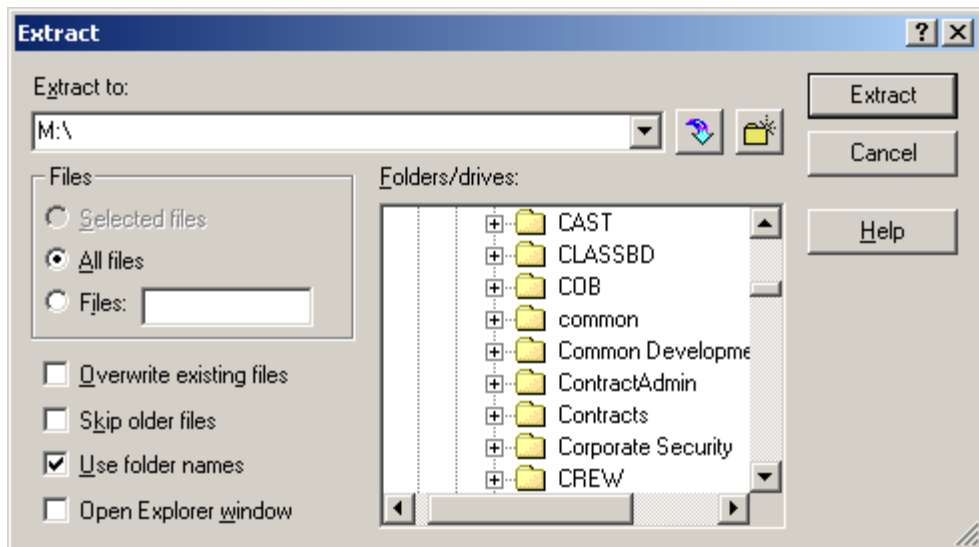 Extract
Extract to:
M:\
Extract
Cancel
Help
Files
Selected files
All files
Files:
Overwrite existing files
Skip older files
Use folder names
Open Explorer window
Folders/drives:
CAST
CLASSBD
COB
common
Common Developme
ContractAdmin
Contracts
Corporate Security
CREW